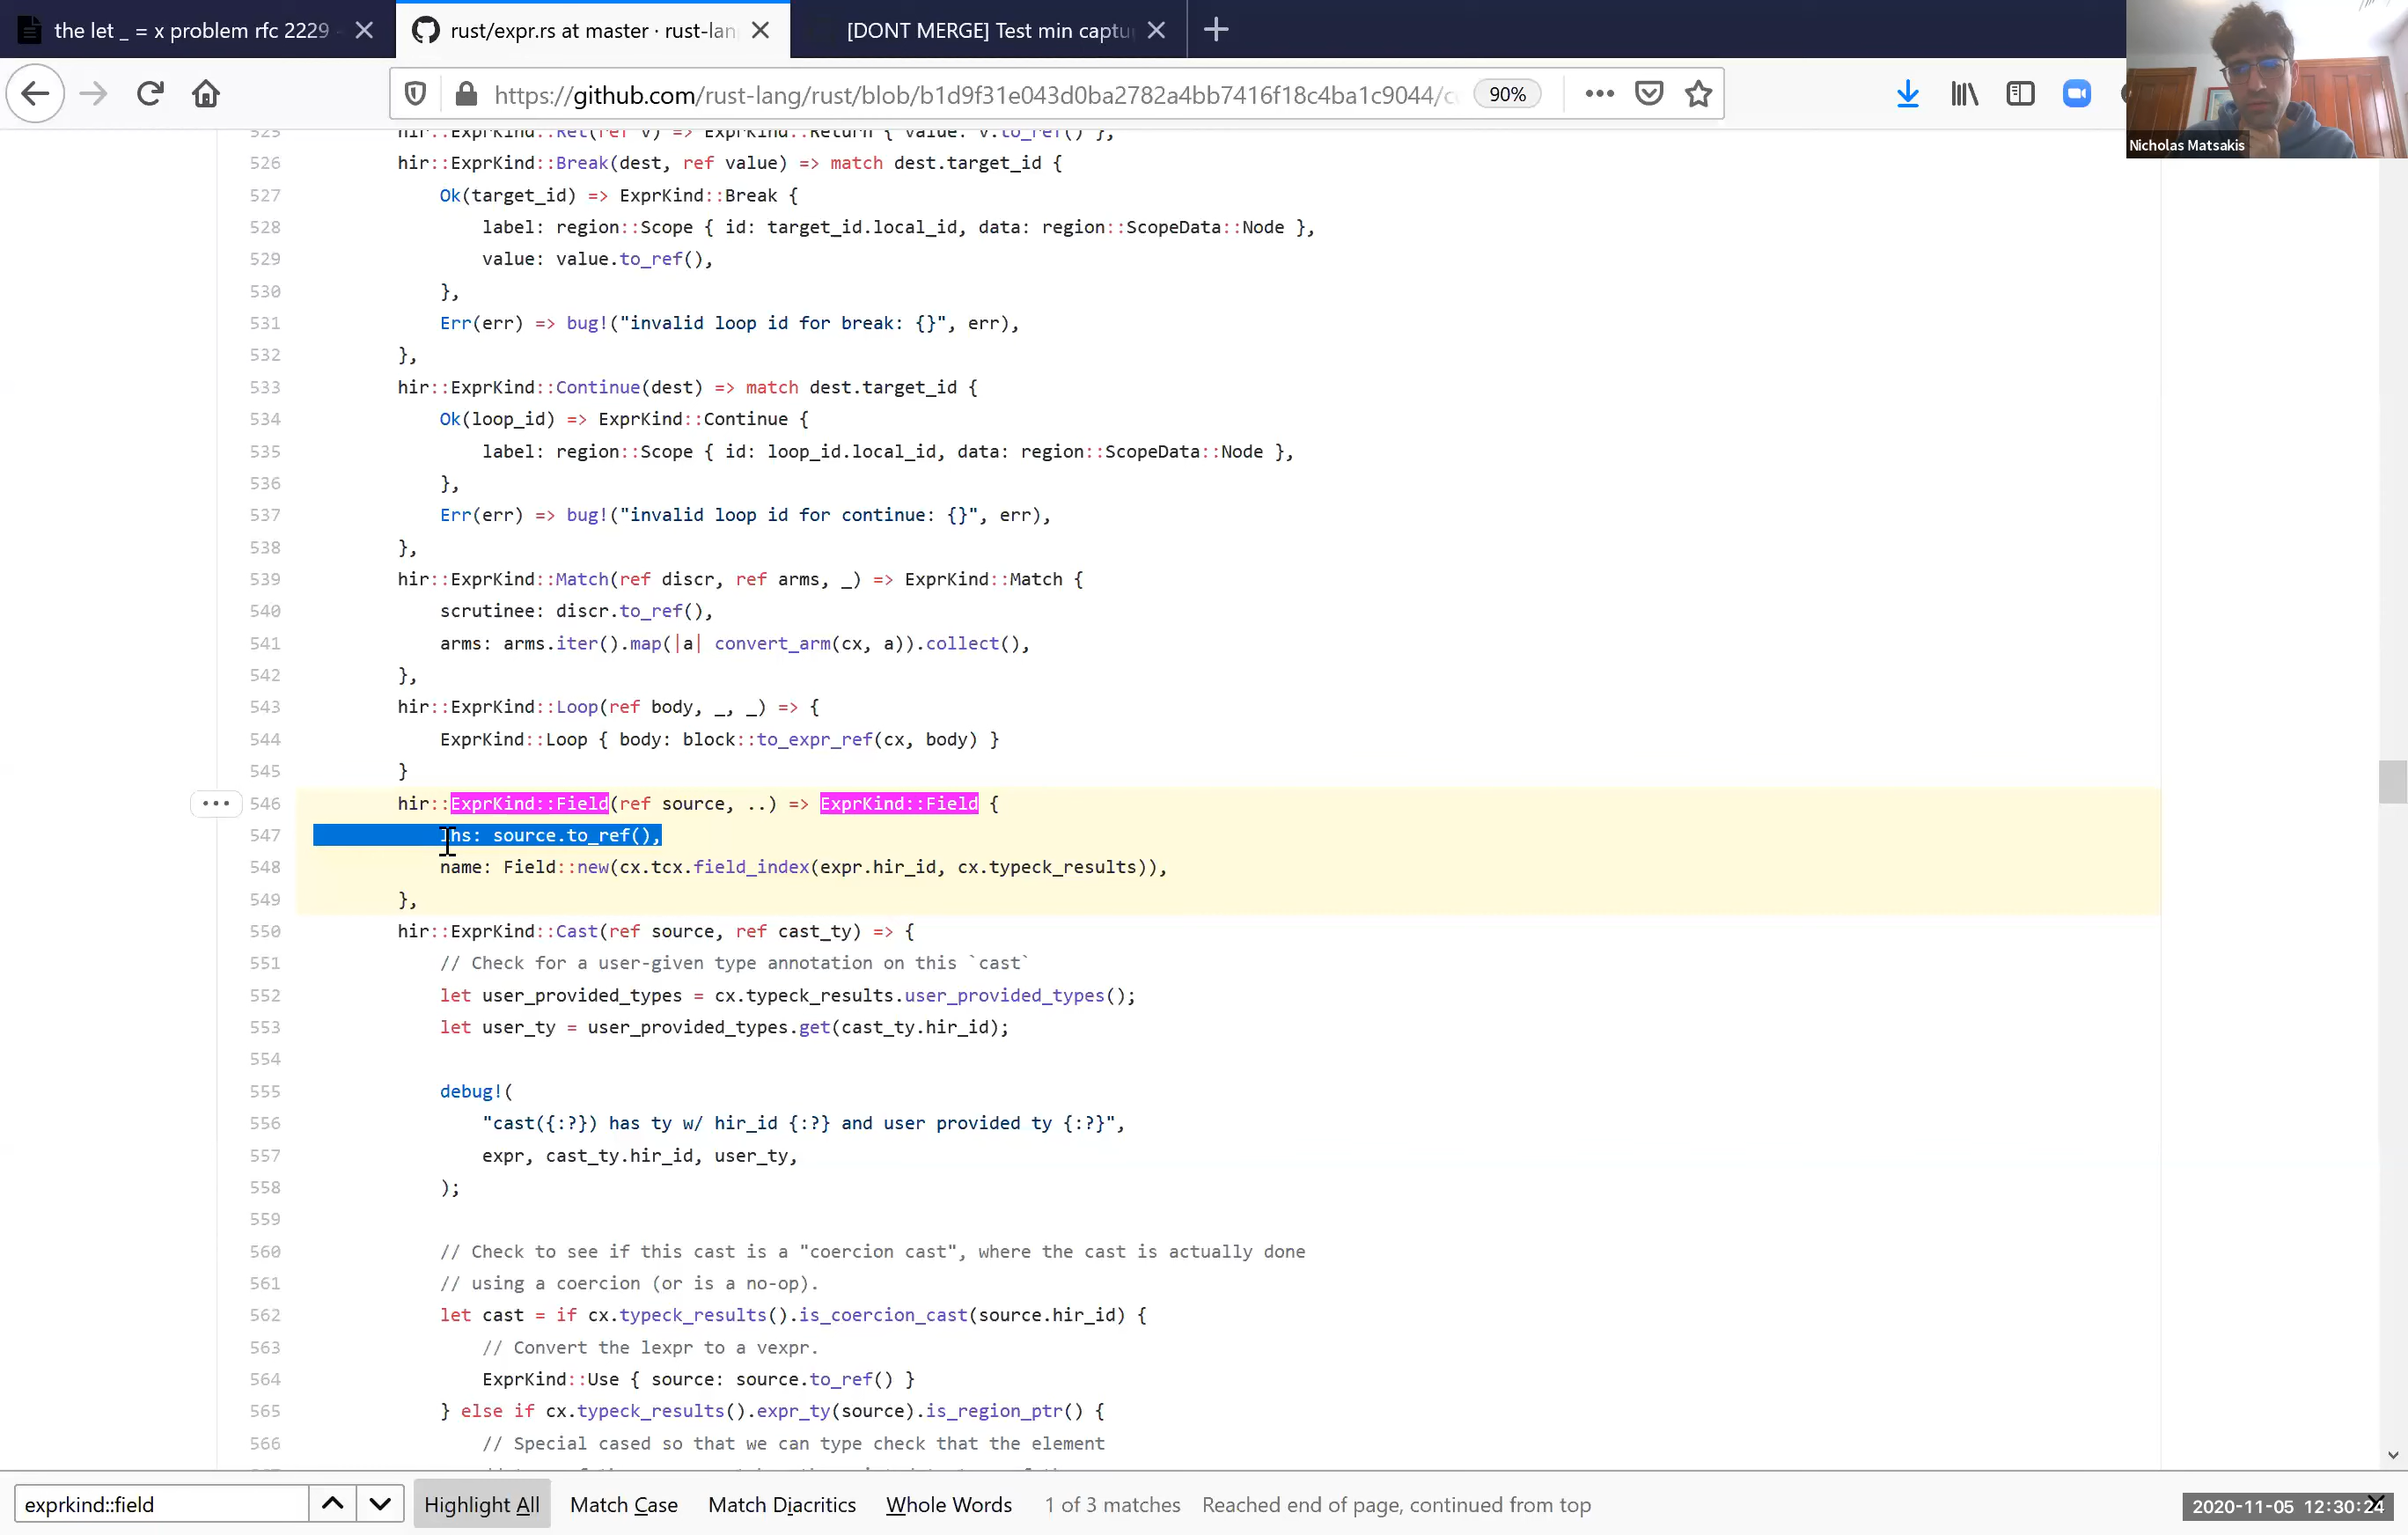 the let _ = x problem rfc 2229
rust/expr.rs at master · rust-lan
[DONT MERGE] Test min captu
https://github.com/rust-lang/rust/blob/b1d9f31e043d0ba2782a4bb7416f18c4ba1c9044/c
90%
Nicholas Matsakis
525 hir::ExprKind::Ret(ref v) => ExprKind::Return { value: v.to_ref() },
526 hir::ExprKind::Break(dest, ref value) => match dest.target_id {
527 Ok(target_id) => ExprKind::Break {
528 label: region::Scope { id: target_id.local_id, data: region::ScopeData::Node },
529 value: value.to_ref(),
530 },
531 Err(err) => bug!("invalid loop id for break: {}", err),
532 },
533 hir::ExprKind::Continue(dest) => match dest.target_id {
534 Ok(loop_id) => ExprKind::Continue {
535 label: region::Scope { id: loop_id.local_id, data: region::ScopeData::Node },
536 },
537 Err(err) => bug!("invalid loop id for continue: {}", err),
538 },
539 hir::ExprKind::Match(ref discr, ref arms, _) => ExprKind::Match {
540 scrutinee: discr.to_ref(),
541 arms: arms.iter().map(|a| convert_arm(cx, a)).collect(),
542 },
543 hir::ExprKind::Loop(ref body, _, _) => {
544 ExprKind::Loop { body: block::to_expr_ref(cx, body) }
545 }
546 hir::ExprKind::Field(ref source, ..) => ExprKind::Field {
547 lhs: source.to_ref(),
548 name: Field::new(cx.tcx.field_index(expr.hir_id, cx.typeck_results)),
549 },
550 hir::ExprKind::Cast(ref source, ref cast_ty) => {
551 // Check for a user-given type annotation on this `cast`
552 let user_provided_types = cx.typeck_results.user_provided_types();
553 let user_ty = user_provided_types.get(cast_ty.hir_id);
554
555 debug!(
556 "cast({:?}) has ty w/ hir_id {:?} and user provided ty {:?}",
557 expr, cast_ty.hir_id, user_ty,
558 );
559
560 // Check to see if this cast is a "coercion cast", where the cast is actually done
561 // using a coercion (or is a no-op).
562 let cast = if cx.typeck_results().is_coercion_cast(source.hir_id) {
563 // Convert the lexpr to a vexpr.
564 ExprKind::Use { source: source.to_ref() }
565 } else if cx.typeck_results().expr_ty(source).is_region_ptr() {
566 // Special cased so that we can type check that the element
exprkind::field
Highlight All
Match Case
Match Diacritics
Whole Words
1 of 3 matches
Reached end of page, continued from top
2020-11-05 12:30:24